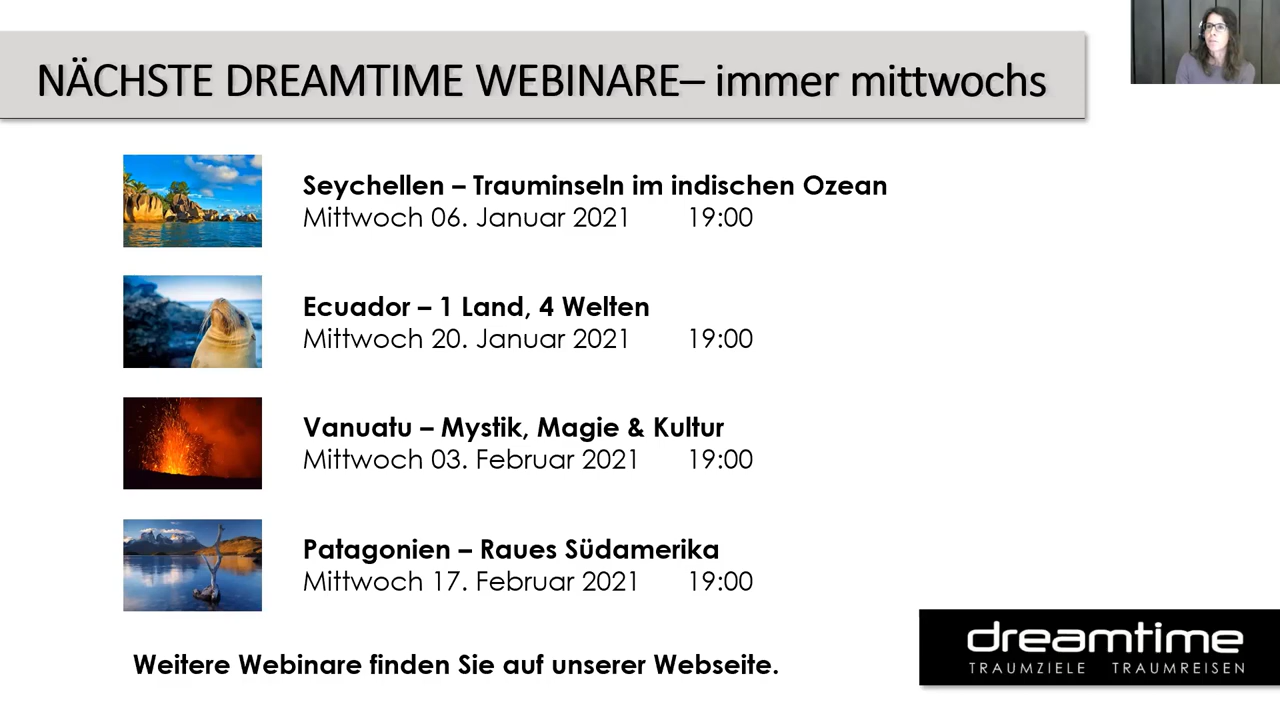 NÄCHSTE DREAMTIME WEBINARE– immer mittwochs
Seychellen – Trauminseln im indischen Ozean
Mittwoch 06. Januar 2021 19:00
Ecuador – 1 Land, 4 Welten
Mittwoch 20. Januar 2021 19:00
Vanuatu – Mystik, Magie & Kultur
Mittwoch 03. Februar 2021 19:00
Patagonien – Raues Südamerika
Mittwoch 17. Februar 2021 19:00
Weitere Webinare finden Sie auf unserer Webseite.
dreamtime
TRAUMZIELE TRAUMREISEN